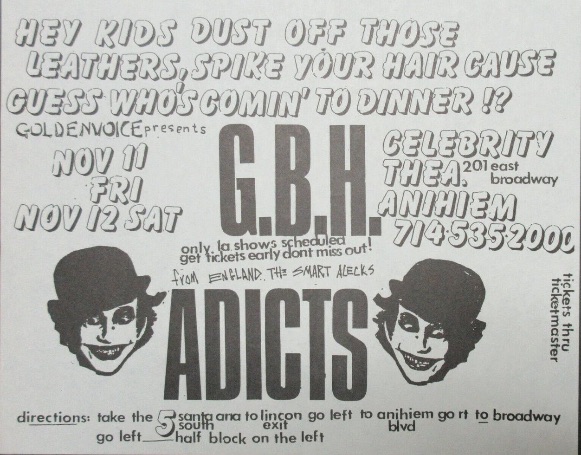 HEY KIDS DUST OFF THOSE
LEATHERS, SPIKE YOUR HAIR CAUSE
GUESS WHO'S COMIN' TO DINNER !?
GOLDENVOICE presents
NOV 11
FRI
NOV 12 SAT
G.B.H.
CELEBRITY
THEA. 201 east
broadway
ANIHIEM
714-535-2000
only la shows scheduled
get tickets early dont miss out!
from ENGLAND. THE SMART ALECKS
ADICTS
tickets thru
ticketmaster
directions: take the 5 santa ana to lincon go left to anihiem go rt to broadway
south exit blvd
go left half block on the left